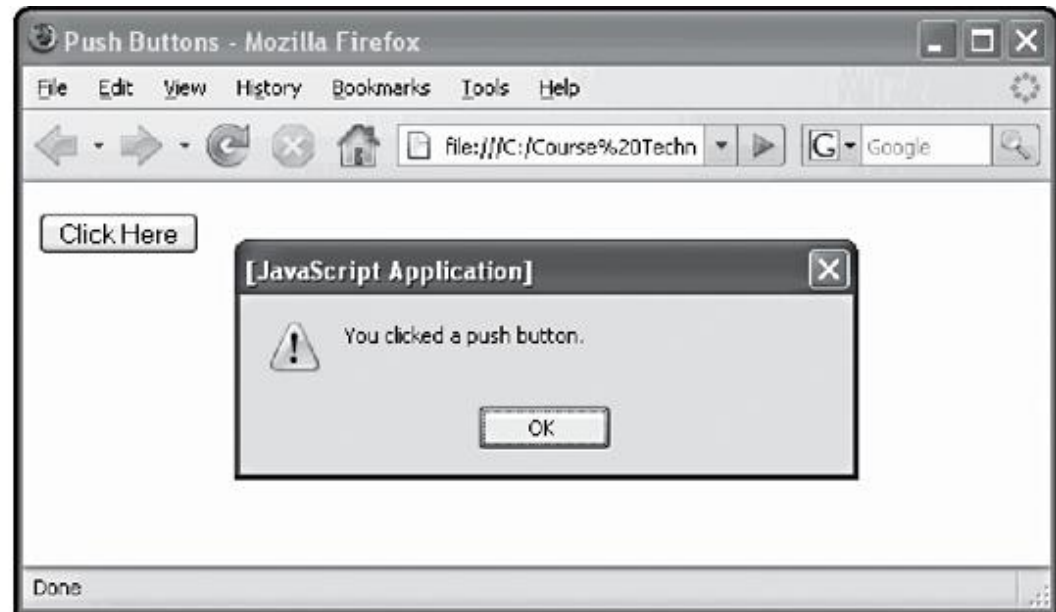 Push Buttons - Mozilla Firefox
File Edit View History Bookmarks Tools Help
file:///C:/Course%20Techn G Google
Click Here
[JavaScript Application]
You clicked a push button.
OK
Done